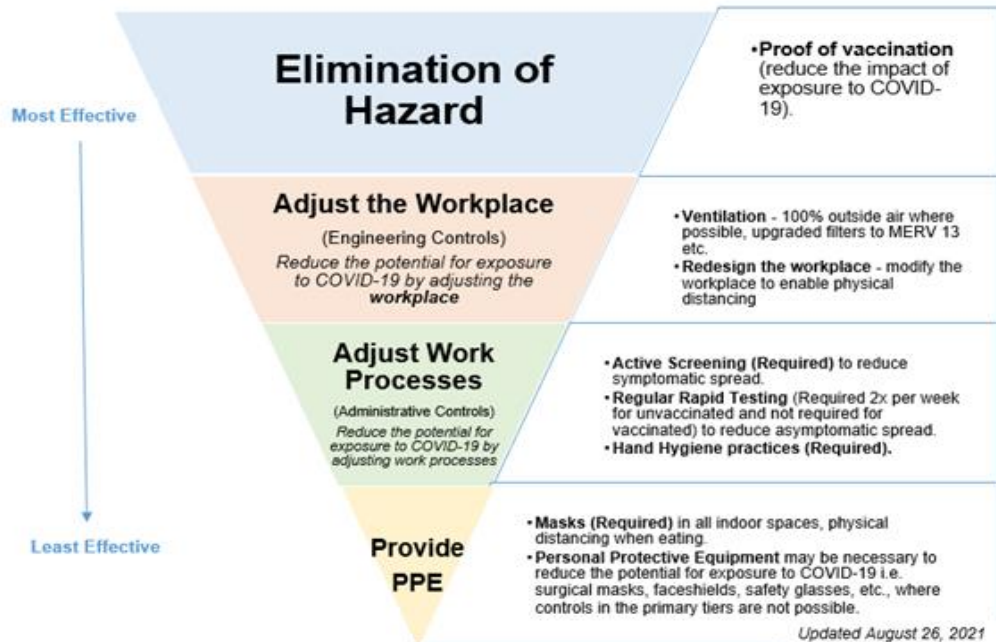 Most Effective
Least Effective
Elimination of
Hazard
•Proof of vaccination
(reduce the impact of
exposure to COVID-
19).
Adjust the Workplace
(Engineering Controls)
Reduce the potential for exposure
to COVID-19 by adjusting the
workplace
•Ventilation - 100% outside air where
possible, upgraded filters to MERV 13
etc.
•Redesign the workplace - modify the
workplace to enable physical
distancing
Adjust Work
Processes
(Administrative Controls)
Reduce the potential for
exposure to COVID-19 by
adjusting work processes
•Active Screening (Required) to reduce
symptomatic spread.
•Regular Rapid Testing (Required 2x per week
for unvaccinated and not required for
vaccinated) to reduce asymptomatic spread.
•Hand Hygiene practices (Required).
Provide
PPE
•Masks (Required) in all indoor spaces, physical
distancing when eating.
•Personal Protective Equipment may be necessary to
reduce the potential for exposure to COVID-19 i.e.
surgical masks, faceshields, safety glasses, etc., where
controls in the primary tiers are not possible.
Updated August 26, 2021